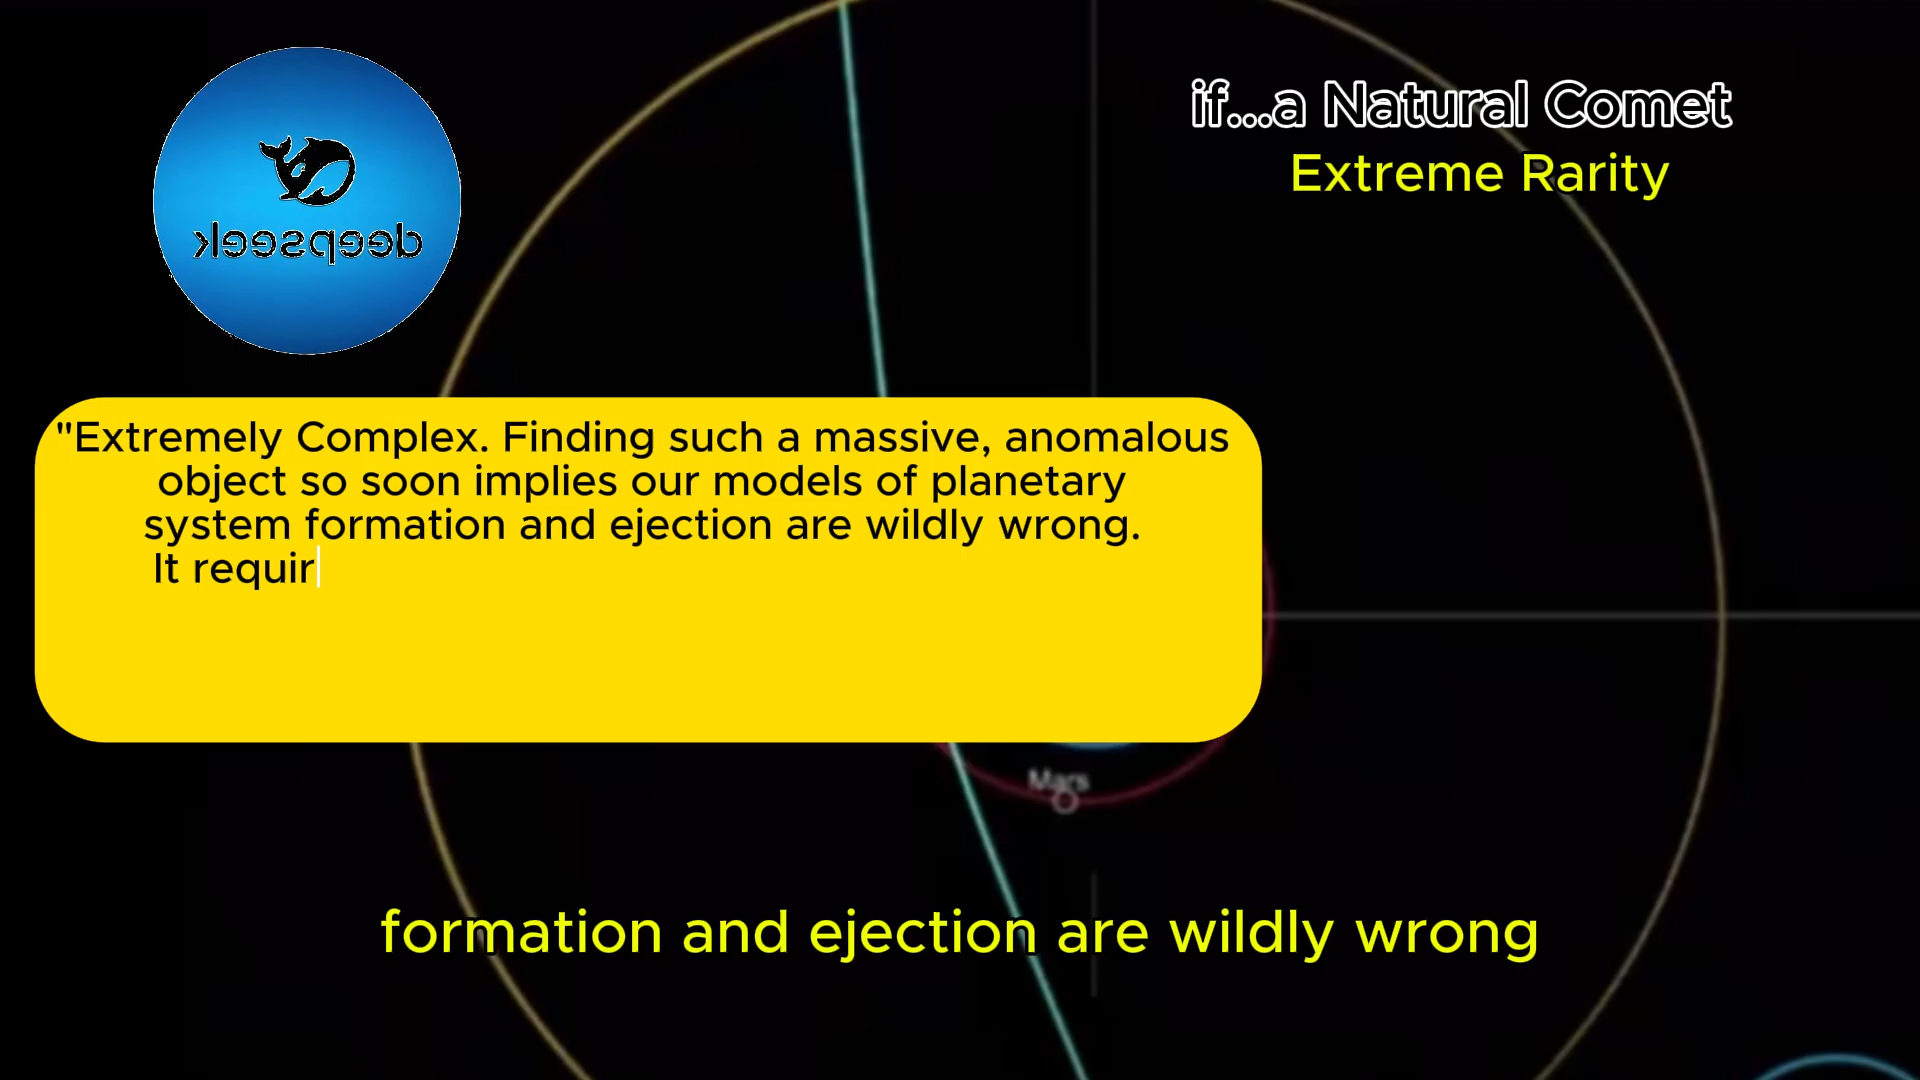 deepseek
if...a Natural Comet
Extreme Rarity
"Extremely Complex. Finding such a massive, anomalous
object so soon implies our models of planetary
system formation and ejection are wildly wrong.
It requir
Mars
formation and ejection are wildly wrong